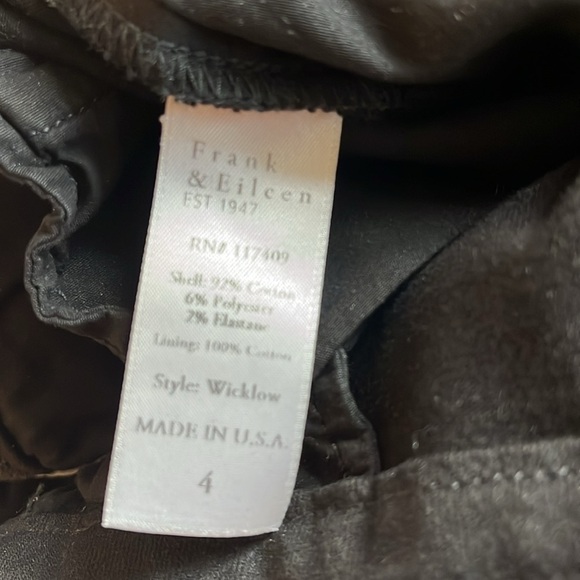 Frank
& Eileen
EST 1947
RN# 117409
Shell: 92% Cotton
6% Polyester
2% Elastane
Lining: 100% Cotton
Style: Wicklow
MADE IN U.S.A.
4